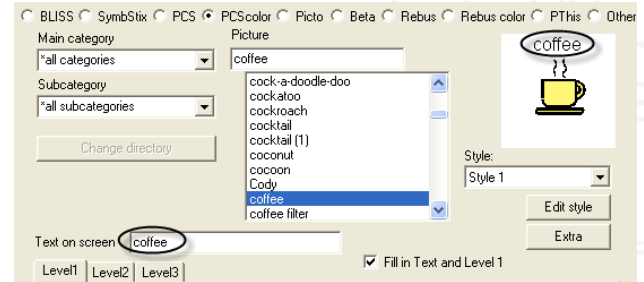 BLISS SymbStix PCS PCScolor Picto Beta Rebus Rebus color PThis Other
Main category Picture
*all categories coffee
coffee
Subcategory
*all subcategories
Change directory
cock-a-doodle-doo
cockatoo
cockroach
cocktail
cocktail (1)
coconut
cocoon
Cody
coffee
coffee filter
Style:
Style 1
Edit style
Extra
Text on screen coffee
Fill in Text and Level 1
Level1 Level2 Level3